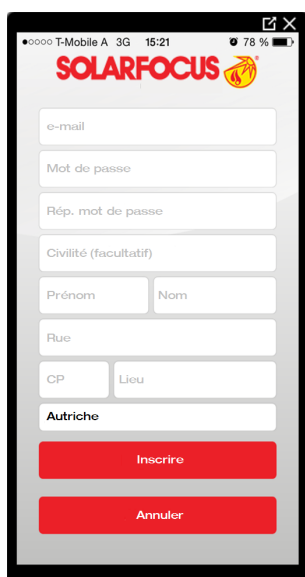 T-Mobile A 3G 15:21 78 %
SOLARFOCUS
e-mail
Mot de passe
Rép. mot de passe
Civilité (facultatif)
Prénom Nom
Rue
CP Lieu
Autriche
Inscrire
Annuler